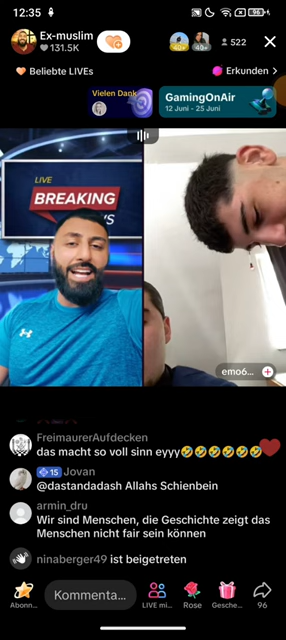 12:35
Ex-muslim
131.5K
40+
40+
522
Beliebte LIVEs
Erkunden >
Vielen Dank
GamingOnAir
12 Juni - 25 Juni
LIVE
BREAKING
emo6...
FreimaurerAufdecken
das macht so voll sinn eyyy🤣🤣🤣🤣🤣🤣
15 Jovan
@dastandadash Allahs Schienbein
armin_dru
Wir sind Menschen, die Geschichte zeigt das
Menschen nicht fair sein können
ninaberger49 ist beigetreten
Kommenta...
Abonn...
LIVE mi...
Rose
Gesche...
96